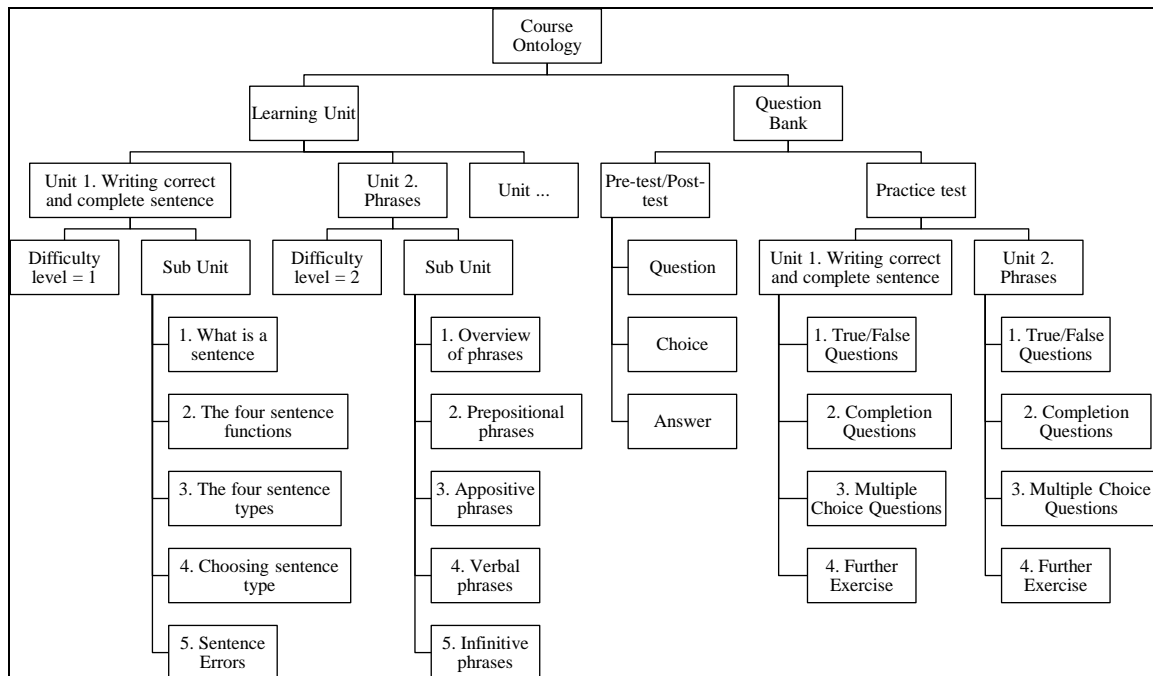 Course
Ontology
Learning Unit
Question
Bank
Unit 1. Writing correct
and complete sentence
Unit 2.
Phrases
Unit ...
Pre-test/Post-
test
Practice test
Difficulty
level = 1
Sub Unit
Difficulty
level = 2
Sub Unit
Question
Unit 1. Writing correct
and complete sentence
Unit 2.
Phrases
1. What is a
sentence
2. The four sentence
functions
3. The four sentence
types
4. Choosing sentence
type
5. Sentence
Errors
1. Overview
of phrases
2. Prepositional
phrases
3. Appositive
phrases
4. Verbal
phrases
5. Infinitive
phrases
Choice
Answer
1. True/False
Questions
2. Completion
Questions
3. Multiple
Choice Questions
4. Further
Exercise
1. True/False
Questions
2. Completion
Questions
3. Multiple Choice
Questions
4. Further
Exercise